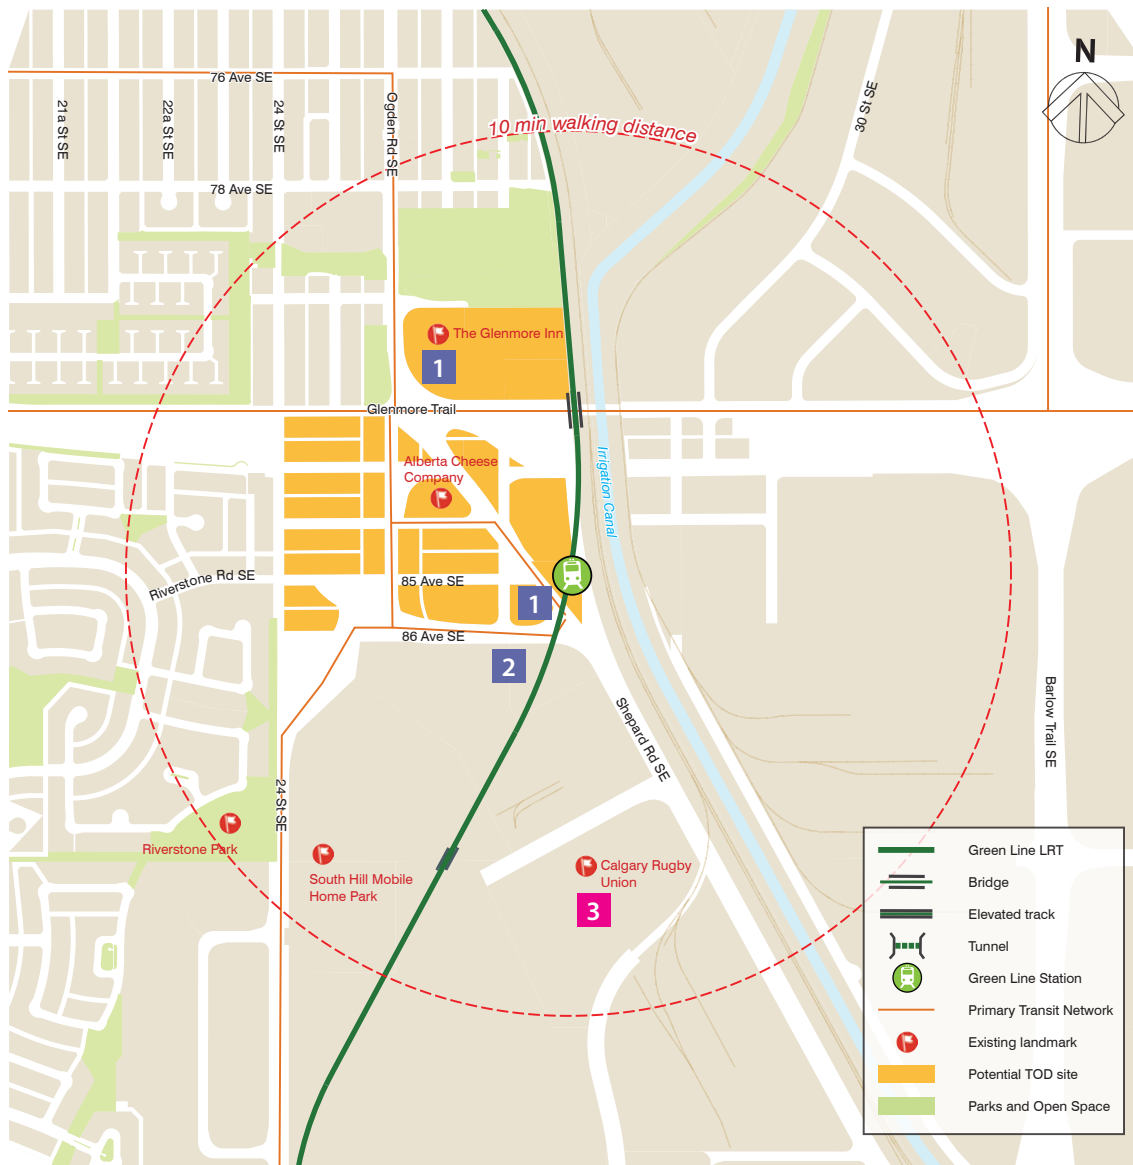 N
76 Ave SE
21a St SE
22a St SE
24 St SE
Ogden Rd SE
30 St SE
10 min walking distance
78 Ave SE
The Glenmore Inn
1
Glenmore Trail
Alberta Cheese
Company
Irrigation Canal
Riverstone Rd SE
85 Ave SE
1
86 Ave SE
2
Shepard Rd SE
Barlow Trail SE
24 St SE
Riverstone Park
South Hill Mobile
Home Park
Calgary Rugby
Union
3
Green Line LRT
Bridge
Elevated track
Tunnel
Green Line Station
Primary Transit Network
Existing landmark
Potential TOD site
Parks and Open Space